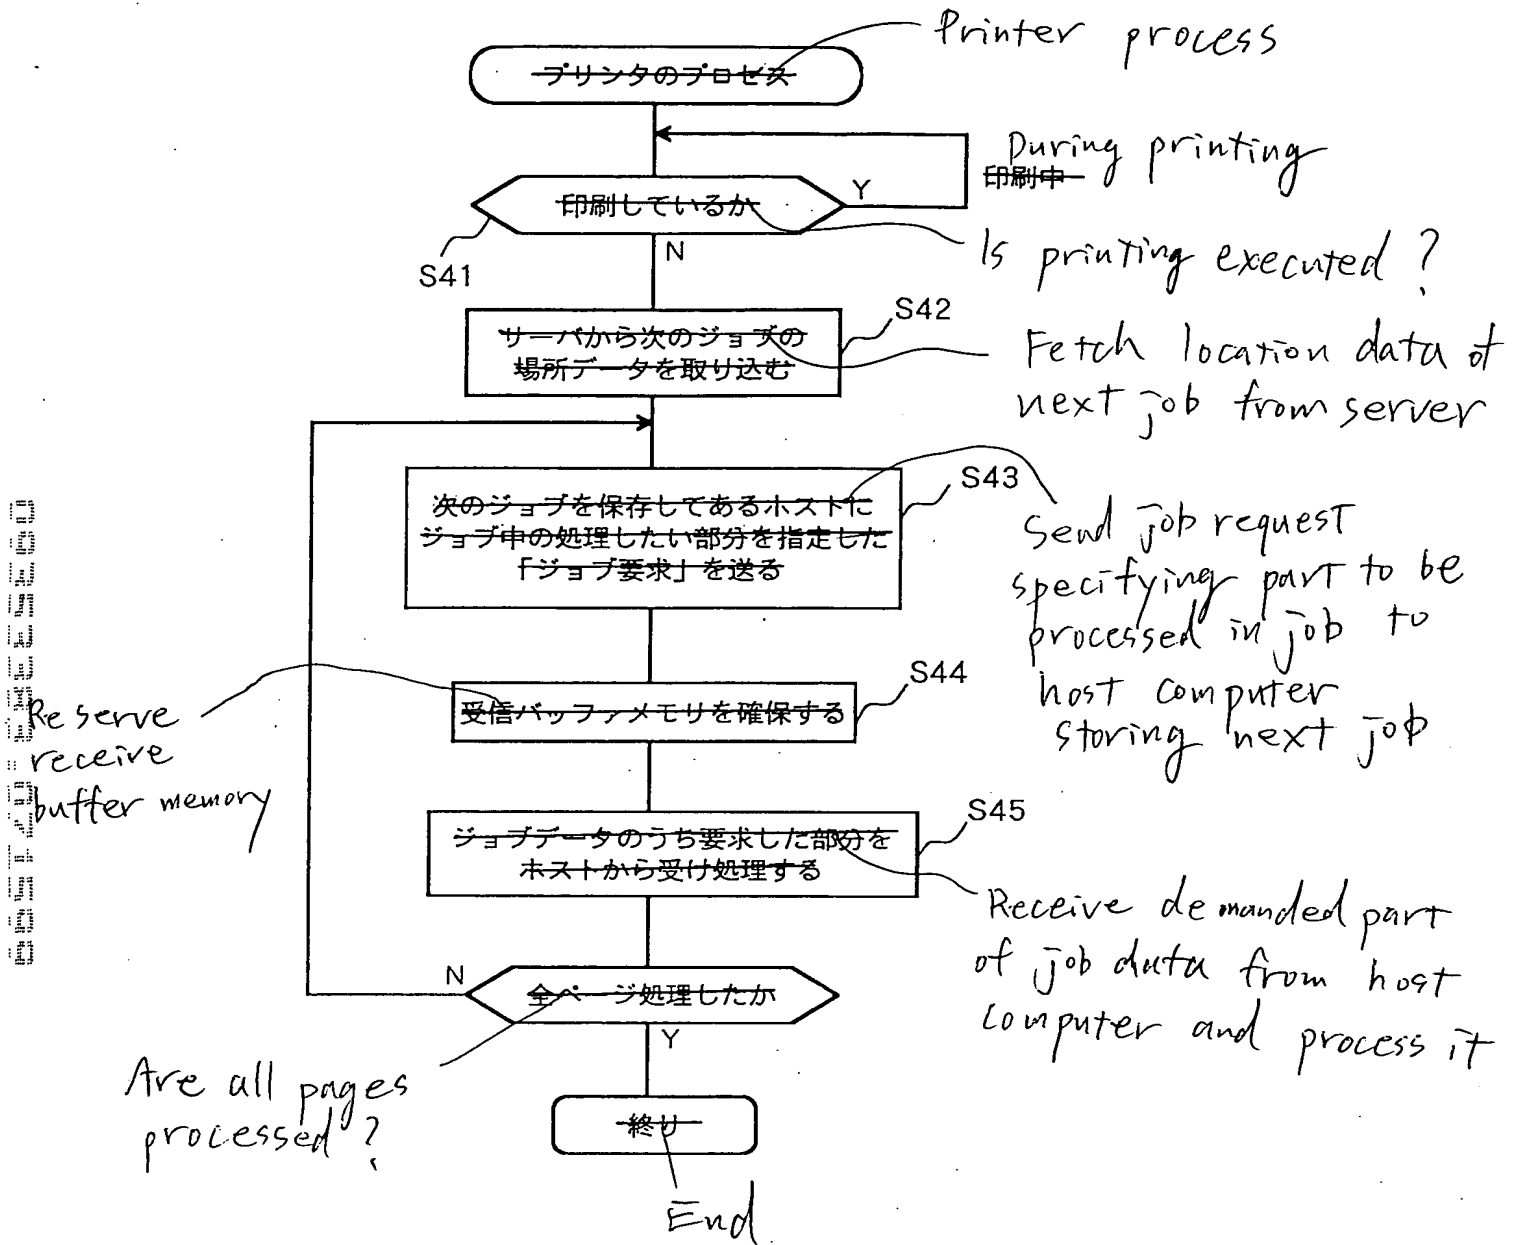 Printer process
プリンタのプロセス
During printing
印刷中
印刷しているか
Y
Is printing executed?
N
S41
S42
サーバから次のジョブの
場所データを取り込む
Fetch location data of
next job from server
S43
次のジョブを保存してあるホストに
ジョブ中の処理したい部分を指定した
「ジョブ要求」を送る
Send job request
specifying part to be
processed in job to
host computer
storing next job
S44
受信バッファメモリを確保する
Reserve
receive
buffer memory
S45
ジョブデータのうち要求した部分を
ホストから受け処理する
Receive demanded part
of job data from host
computer and process it
N
全ページ処理したか
Y
Are all pages
processed?
終り
End